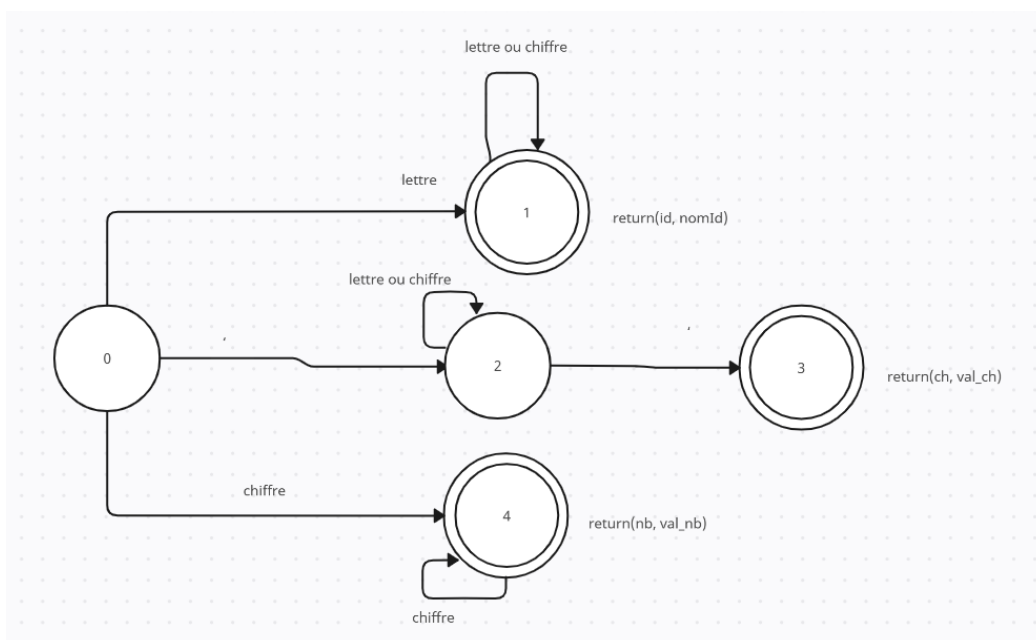 lettre ou chiffre
lettre
1
return(id, nomId)
lettre ou chiffre
'
'
0
2
3
return(ch, val_ch)
chiffre
4
return(nb, val_nb)
chiffre